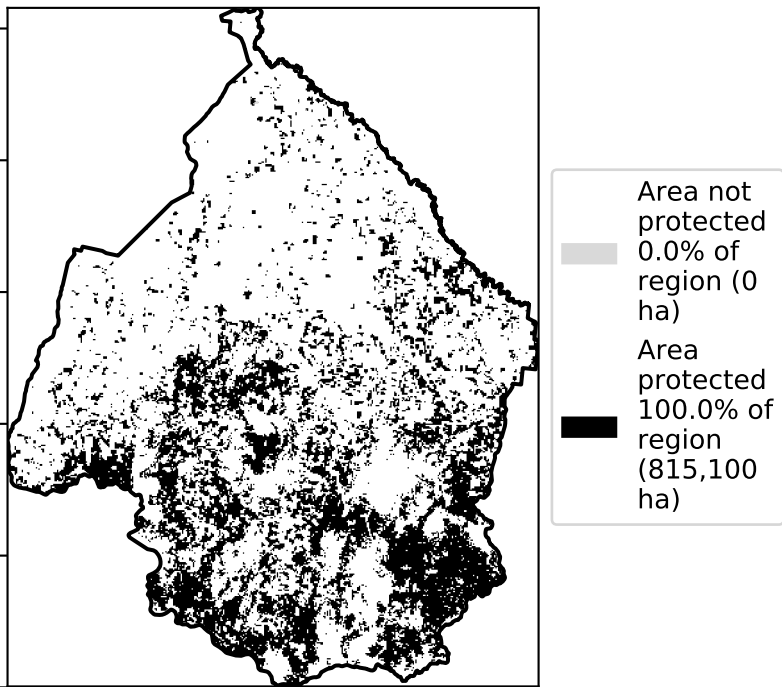 Area not
protected
0.0% of
region (0
ha)
Area
protected
100.0% of
region
(815,100
ha)